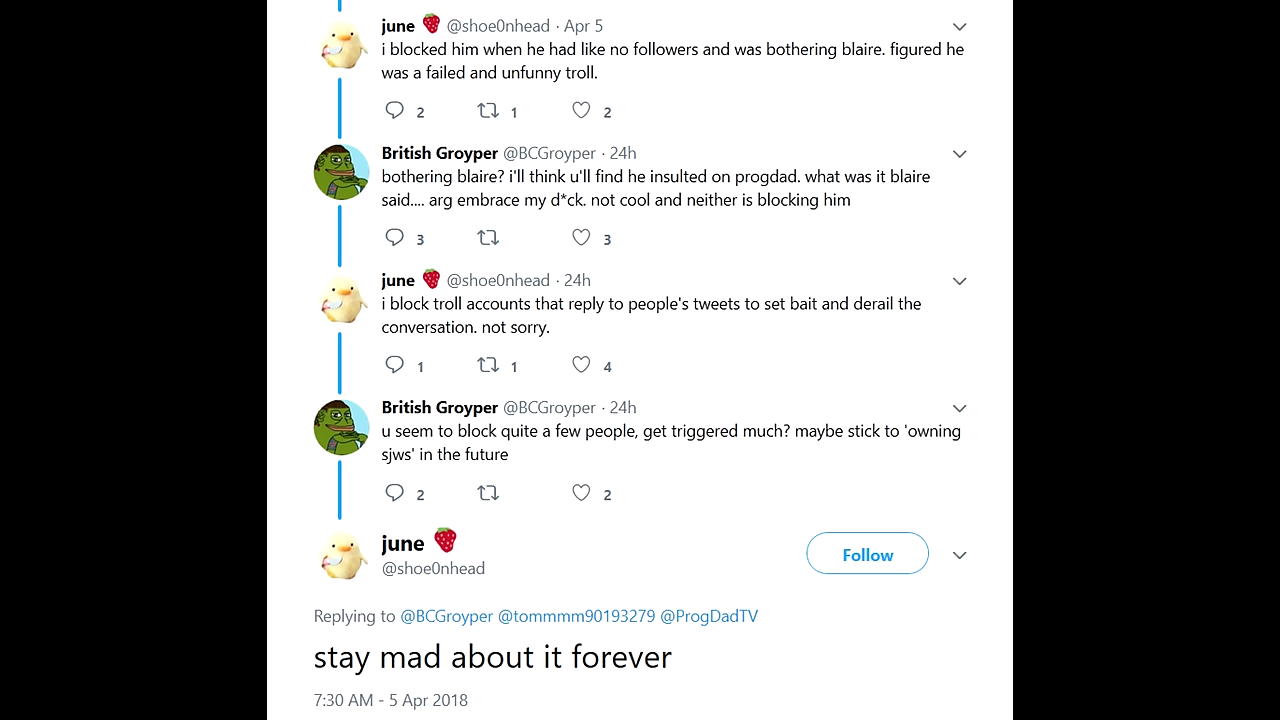 june 🍓 @shoe0nhead · Apr 5
i blocked him when he had like no followers and was bothering blaire. figured he
was a failed and unfunny troll.
2 1 2
British Groyper @BCGroyper · 24h
bothering blaire? i'll think u'll find he insulted on progdad. what was it blaire
said.... arg embrace my d*ck. not cool and neither is blocking him
3 3
june 🍓 @shoe0nhead · 24h
i block troll accounts that reply to people's tweets to set bait and derail the
conversation. not sorry.
1 1 4
British Groyper @BCGroyper · 24h
u seem to block quite a few people, get triggered much? maybe stick to 'owning
sjws' in the future
2 2
june 🍓
Follow
@shoe0nhead
Replying to @BCGroyper @tommmm90193279 @ProgDadTV
stay mad about it forever
7:30 AM - 5 Apr 2018